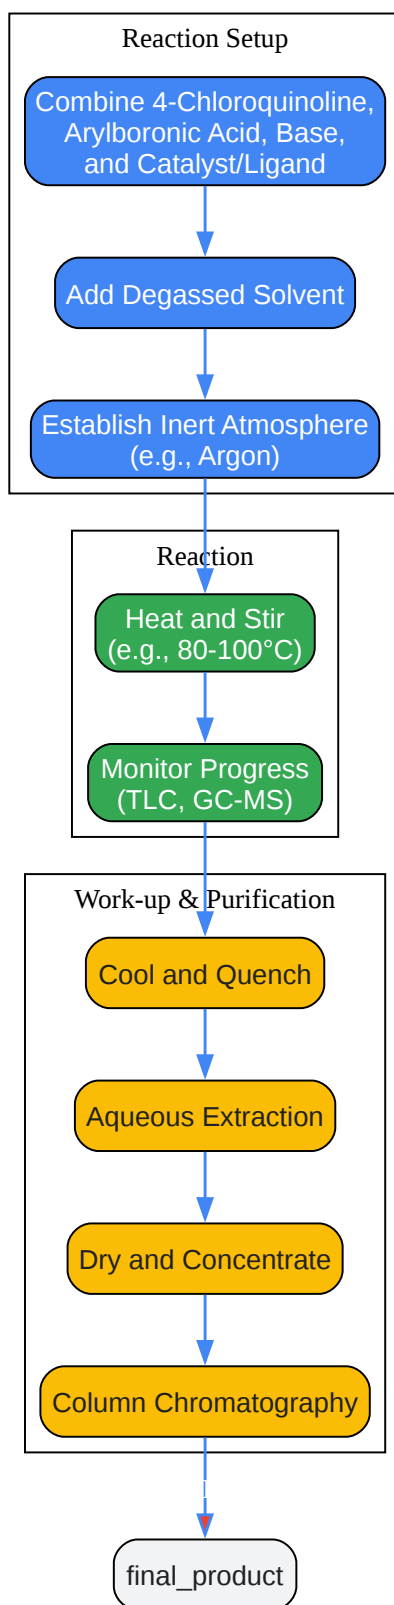 Reaction Setup
Combine 4-Chloroquinoline,
Arylboronic Acid, Base,
and Catalyst/Ligand
Add Degassed Solvent
Establish Inert Atmosphere
(e.g., Argon)
Reaction
Heat and Stir
(e.g., 80-100°C)
Monitor Progress
(TLC, GC-MS)
Work-up & Purification
Cool and Quench
Aqueous Extraction
Dry and Concentrate
Column Chromatography
final_product